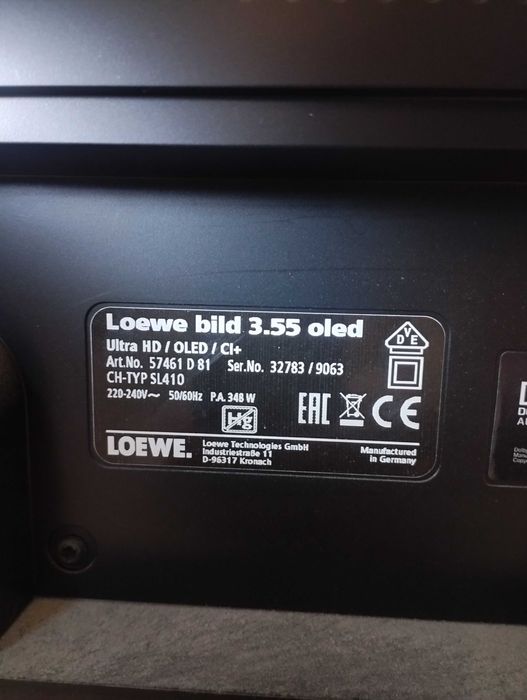 Loewe bild 3.55 oled
Ultra HD / OLED / CI+
Art.No. 57461 D 81 Ser.No. 32783 / 9063
CH-TYP SL410
220-240V~ 50/60Hz P.A. 348 W
Hg
EAC
CE
VDE
LOEWE.
Loewe Technologies GmbH
Industriestraße 11
D-96317 Kronach
Manufactured
in Germany